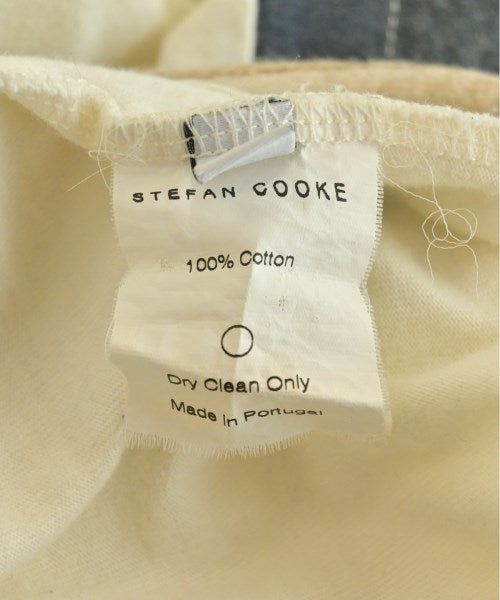 STEFAN COOKE
100% Cotton
Dry Clean Only
Made in Portugal